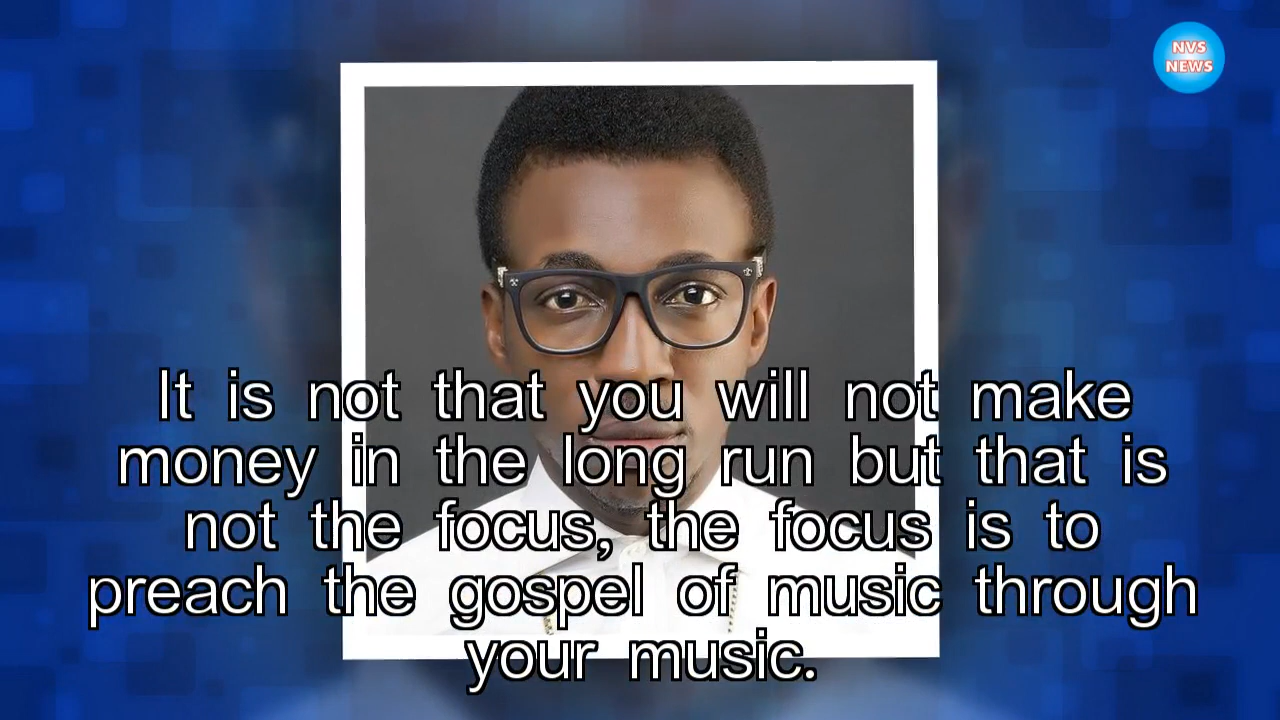 NVS
NEWS
It is not that you will not make
money in the long run but that is
not the focus, the focus is to
preach the gospel of music through
your music.